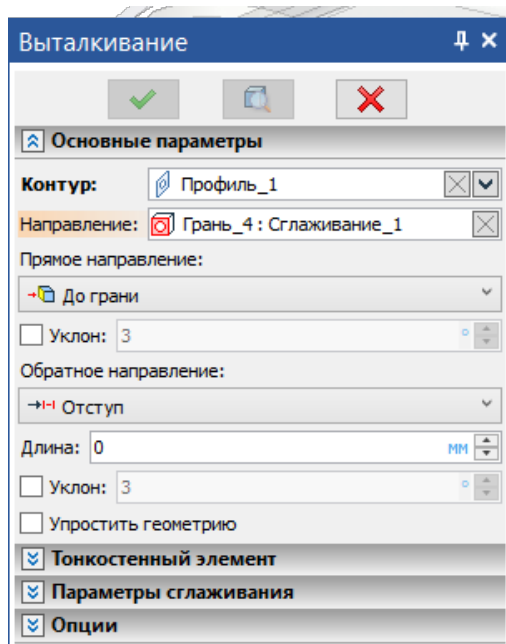 Выталкивание
Основные параметры
Контур: Профиль_1
Направление: Грань_4 : Сглаживание_1
Прямое направление:
До грани
Уклон: 3 °
Обратное направление:
Отступ
Длина: 0 мм
Уклон: 3 °
Упростить геометрию
Тонкостенный элемент
Параметры сглаживания
Опции